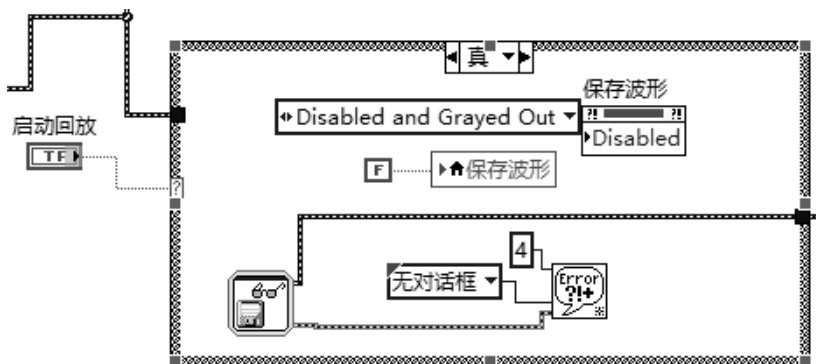 真
保存波形
Disabled and Grayed Out
?! ?!
Disabled
启动回放
TF
?
F
保存波形
4
无对话框
Error
?!+